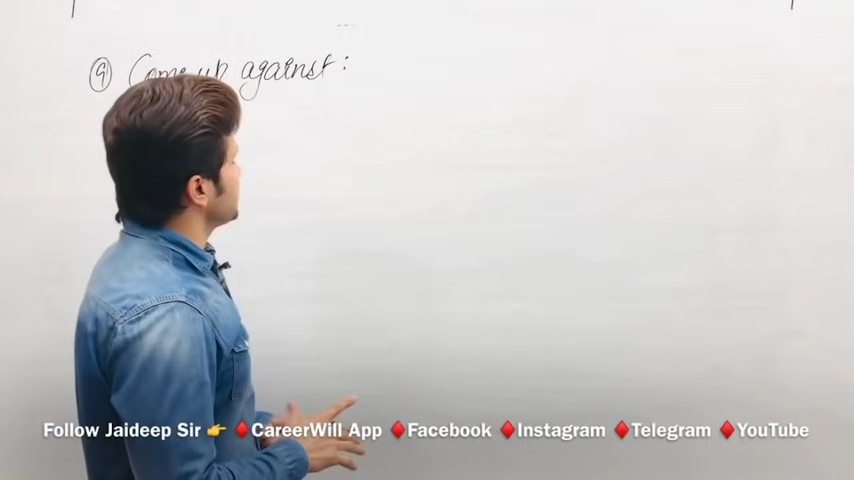 ⑨ Come up against :
Follow Jaideep Sir 👉 ♦️CareerWill App ♦️Facebook ♦️Instagram ♦️Telegram ♦️YouTube